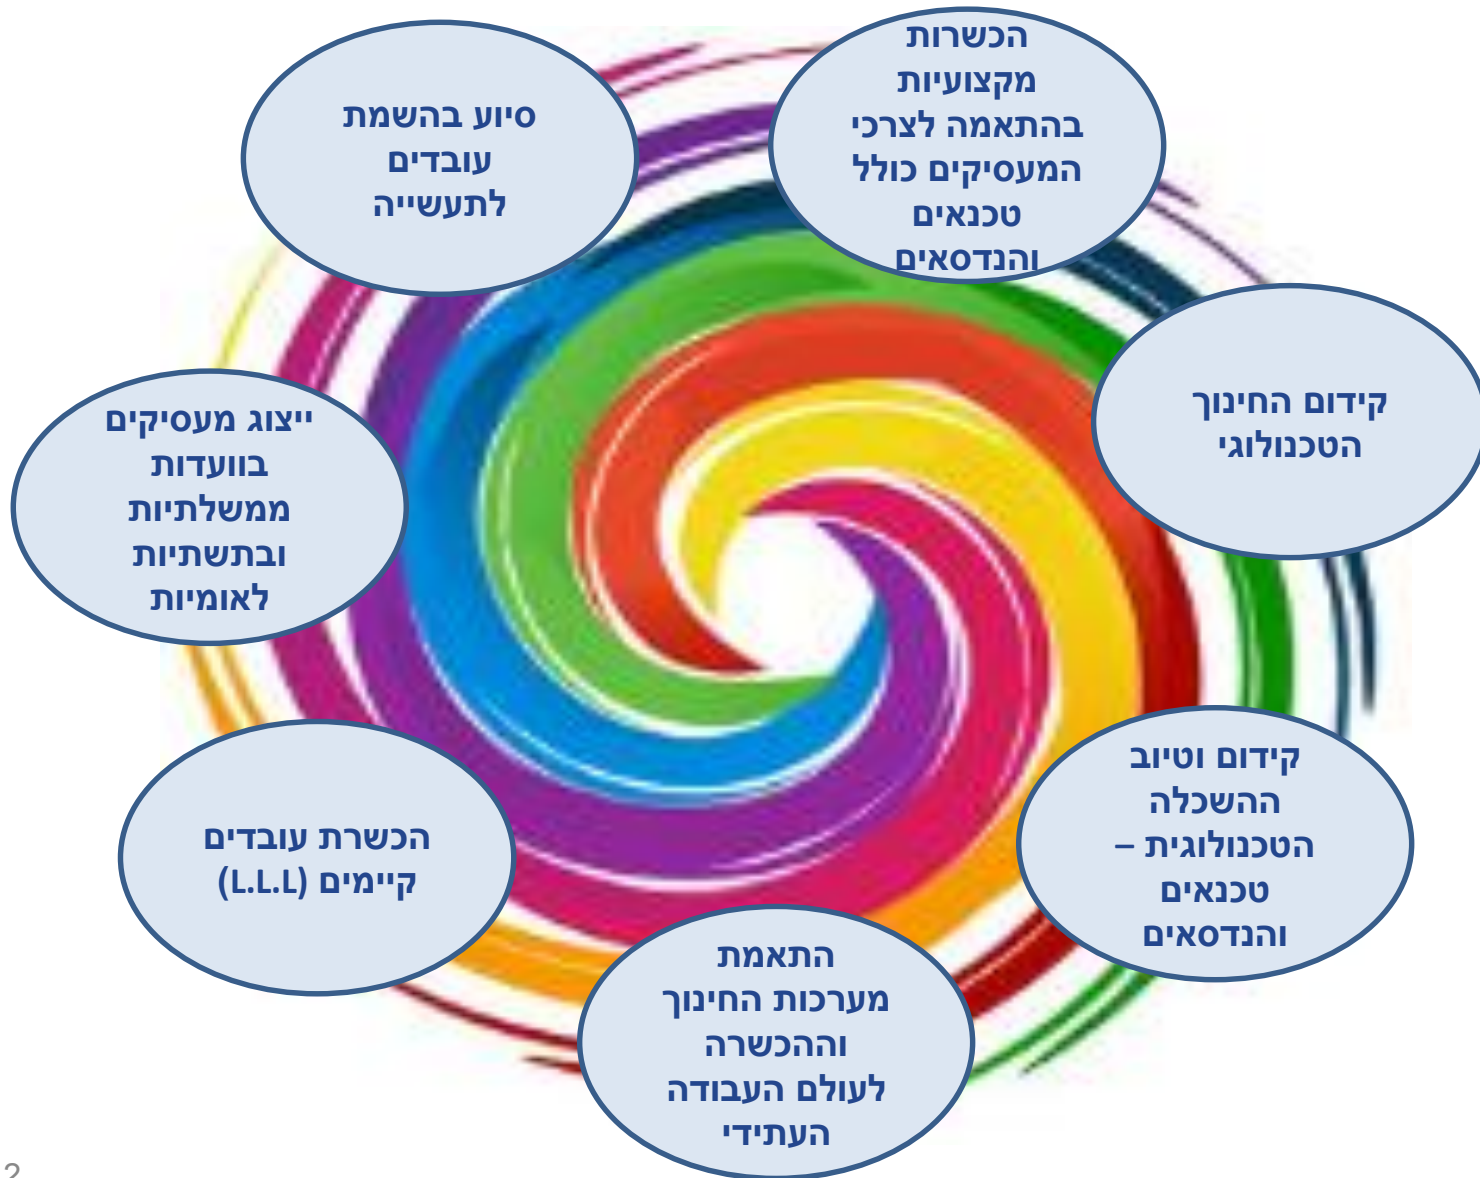 הכשרות
מקצועיות
בהתאמה לצרכי
המעסיקים כולל
טכנאים
והנדסאים
סיוע בהשמת
עובדים
לתעשייה
קידום החינוך
הטכנולוגי
ייצוג מעסיקים
בוועדות
ממשלתיות
ובתשתיות
לאומיות
קידום וטיוב
ההשכלה
הטכנולוגית –
טכנאים
והנדסאים
הכשרת עובדים
קיימים (L.L.L)
התאמת
מערכות החינוך
וההכשרה
לעולם העבודה
העתידי
2